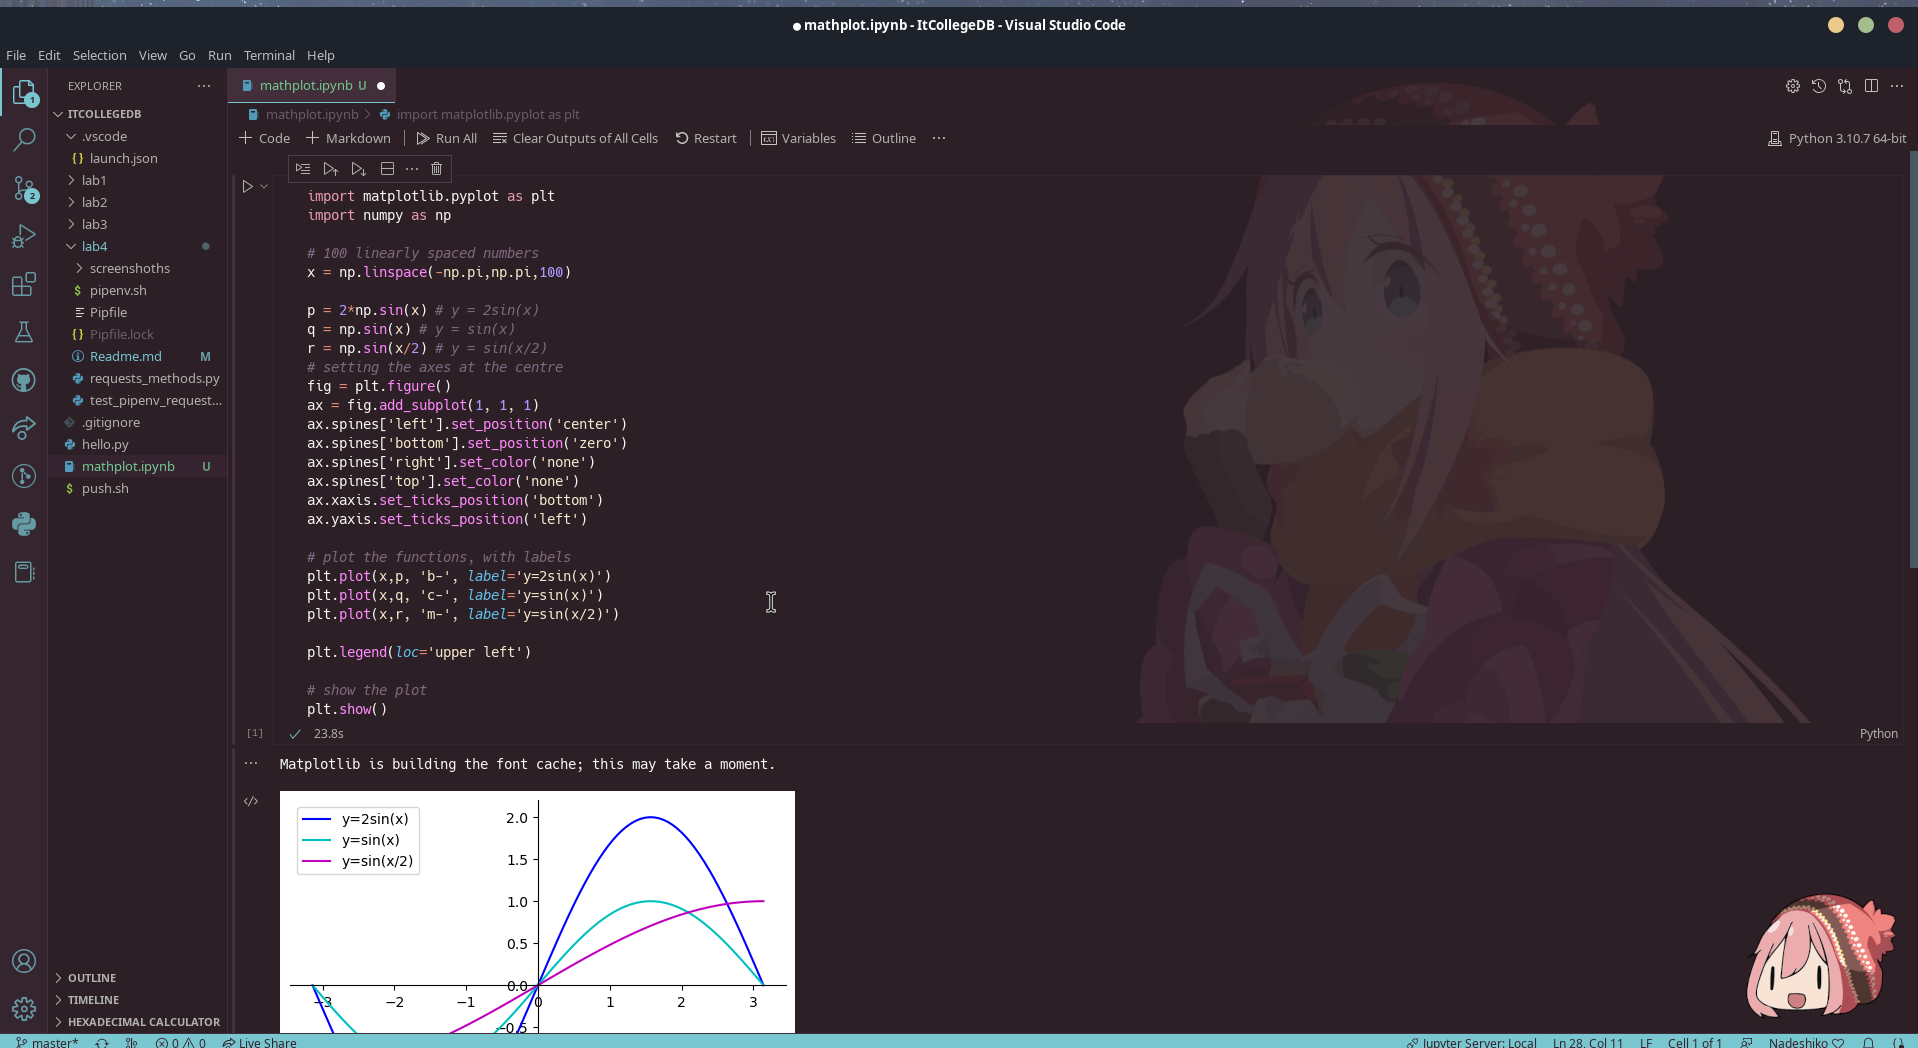 mathplot.ipynb - ItCollegeDB - Visual Studio Code
File Edit Selection View Go Run Terminal Help
EXPLORER
ITCOLLEGEDB
.vscode
launch.json
lab1
lab2
lab3
lab4
screenshoths
pipenv.sh
Pipfile
Pipfile.lock
Readme.md M
requests_methods.py
test_pipenv_request...
.gitignore
hello.py
mathplot.ipynb U
push.sh
OUTLINE
TIMELINE
HEXADECIMAL CALCULATOR
1
2
mathplot.ipynb U
mathplot.ipynb > import matplotlib.pyplot as plt
+ Code + Markdown Run All Clear Outputs of All Cells Restart Variables Outline ... Python 3.10.7 64-bit
import matplotlib.pyplot as plt
import numpy as np
# 100 linearly spaced numbers
x = np.linspace(-np.pi,np.pi,100)
p = 2*np.sin(x) # y = 2sin(x)
q = np.sin(x) # y = sin(x)
r = np.sin(x/2) # y = sin(x/2)
# setting the axes at the centre
fig = plt.figure()
ax = fig.add_subplot(1, 1, 1)
ax.spines['left'].set_position('center')
ax.spines['bottom'].set_position('zero')
ax.spines['right'].set_color('none')
ax.spines['top'].set_color('none')
ax.xaxis.set_ticks_position('bottom')
ax.yaxis.set_ticks_position('left')
# plot the functions, with labels
plt.plot(x,p, 'b-', label='y=2sin(x)')
plt.plot(x,q, 'c-', label='y=sin(x)')
plt.plot(x,r, 'm-', label='y=sin(x/2)')
plt.legend(loc='upper left')
# show the plot
plt.show()
[1] 23.8s Python
Matplotlib is building the font cache; this may take a moment.
y=2sin(x)
y=sin(x)
y=sin(x/2)
2.0
1.5
1.0
0.5
0.0
−3 −2 −1 0 1 2 3
−0.5
master* 0 0 Live Share Jupyter Server: Local Ln 28, Col 11 LF Cell 1 of 1 Nadeshiko